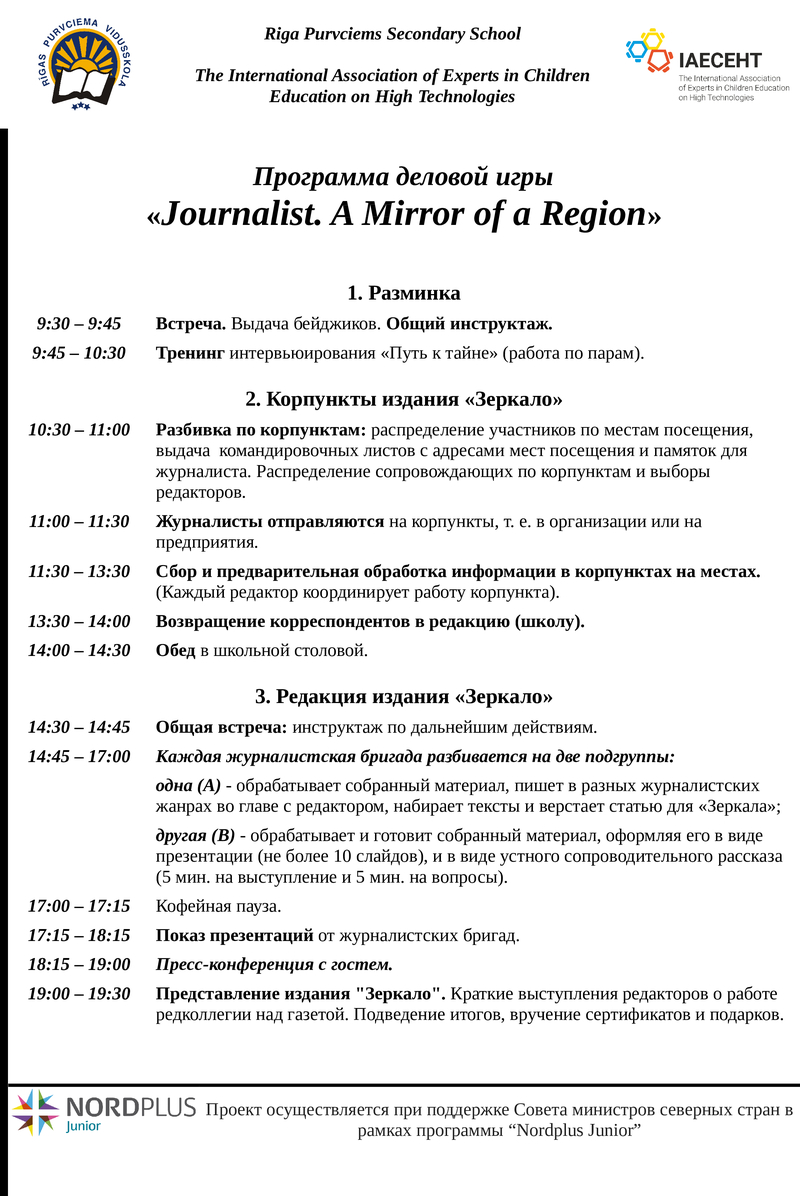 RĪGAS PURVCIEMA VIDUSSKOLA
Riga Purvciems Secondary School
The International Association of Experts in Children
Education on High Technologies
IAECEHT
The International Association
of Experts in Children Education
on High Technologies
Программа деловой игры
«Journalist. A Mirror of a Region»
1. Разминка
9:30 – 9:45 Встреча. Выдача бейджиков. Общий инструктаж.
9:45 – 10:30 Тренинг интервьюирования «Путь к тайне» (работа по парам).
2. Корпункты издания «Зеркало»
10:30 – 11:00 Разбивка по корпунктам: распределение участников по местам посещения,
выдача командировочных листов с адресами мест посещения и памяток для
журналиста. Распределение сопровождающих по корпунктам и выборы
редакторов.
11:00 – 11:30 Журналисты отправляются на корпункты, т. е. в организации или на
предприятия.
11:30 – 13:30 Сбор и предварительная обработка информации в корпунктах на местах.
(Каждый редактор координирует работу корпункта).
13:30 – 14:00 Возвращение корреспондентов в редакцию (школу).
14:00 – 14:30 Обед в школьной столовой.
3. Редакция издания «Зеркало»
14:30 – 14:45 Общая встреча: инструктаж по дальнейшим действиям.
14:45 – 17:00 Каждая журналистская бригада разбивается на две подгруппы:
одна (А) - обрабатывает собранный материал, пишет в разных журналистских
жанрах во главе с редактором, набирает тексты и верстает статью для «Зеркала»;
другая (В) - обрабатывает и готовит собранный материал, оформляя его в виде
презентации (не более 10 слайдов), и в виде устного сопроводительного рассказа
(5 мин. на выступление и 5 мин. на вопросы).
17:00 – 17:15 Кофейная пауза.
17:15 – 18:15 Показ презентаций от журналистских бригад.
18:15 – 19:00 Пресс-конференция с гостем.
19:00 – 19:30 Представление издания "Зеркало". Краткие выступления редакторов о работе
редколлегии над газетой. Подведение итогов, вручение сертификатов и подарков.
NORDPLUS
Junior
Проект осуществляется при поддержке Совета министров северных стран в
рамках программы “Nordplus Junior”